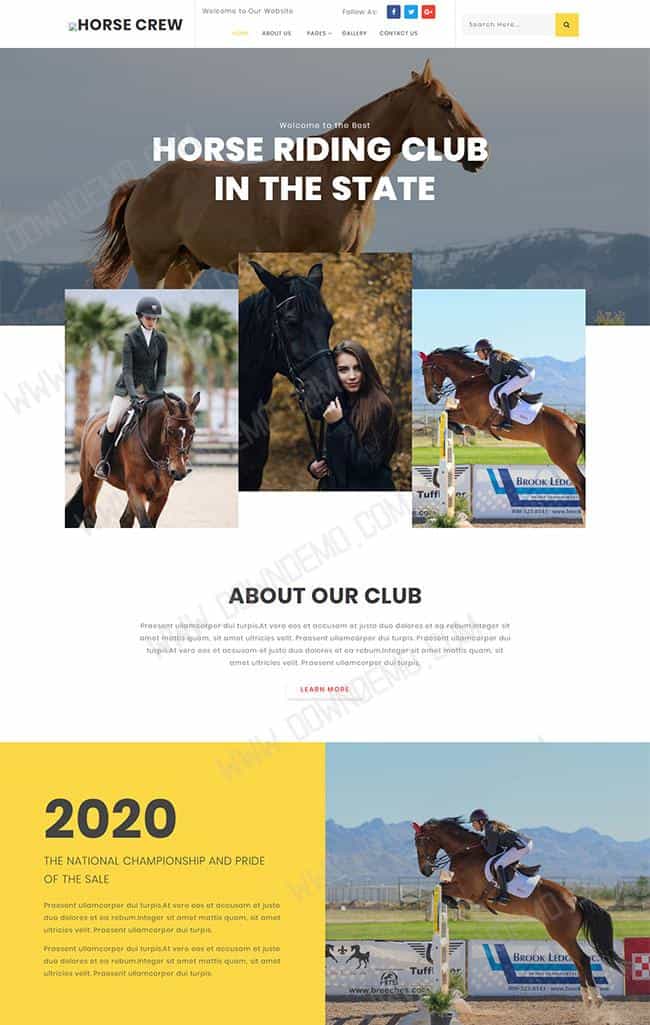 HORSE CREW
Welcome to Our Website
Follow As:
HOME ABOUT US PAGES GALLERY CONTACT US
Search Here...
Welcome to the Best
HORSE RIDING CLUB
IN THE STATE
Tuffrider
BROOK LEDGE
ABOUT OUR CLUB
Praesent ullamcorper dui turpis.At vero eos et accusam et justo duo dolores et ea rebum.Integer sit
amet mattis quam, sit amet ultricies velit. Praesent ullamcorper dui turpis. Praesent ullamcorper dui
turpis.At vero eos et accusam et justo duo dolores et ea rebum.Integer sit amet mattis quam, sit amet
ultricies velit. Praesent ullamcorper dui turpis.
LEARN MORE
2020
THE NATIONAL CHAMPIONSHIP AND PRIDE
OF THE SALE
Praesent ullamcorper dui turpis.At vero eos et accusam et justo
duo dolores et ea rebum.Integer sit amet mattis quam, sit amet
ultricies velit. Praesent ullamcorper dui turpis.
Praesent ullamcorper dui turpis.At vero eos et accusam et justo
duo dolores et ea rebum.Integer sit amet mattis quam, sit amet
ultricies velit. Praesent ullamcorper dui turpis.
BROOK LEDGE
www.breeches.com
WWW.DOWNDEMO.COM